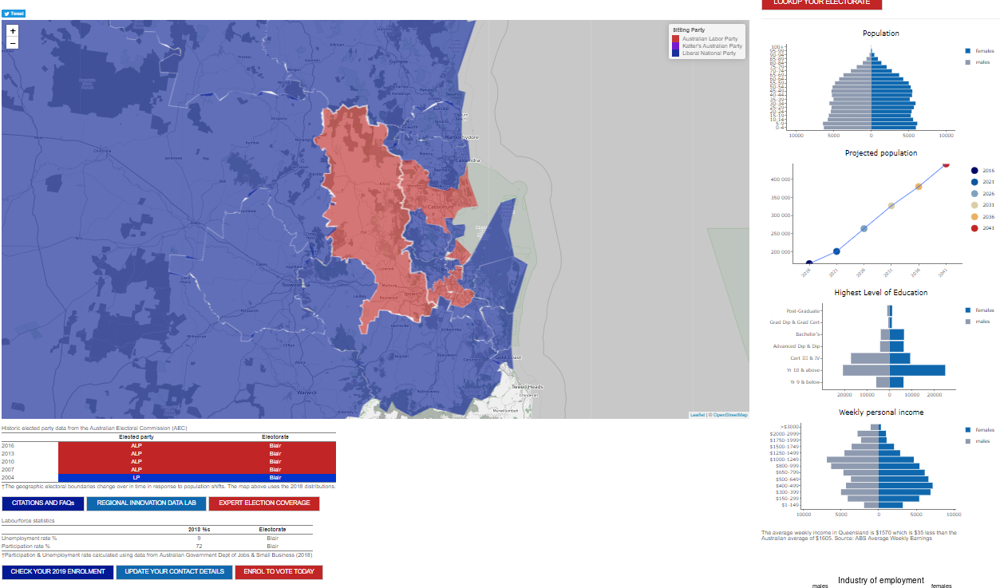 LOOKUP YOUR ELECTORATE
Tweet
+
−
Sitting Party
Australian Labor Party
Katter's Australian Party
Liberal National Party
Gympie
Maroochydore
Caloundra
Caboolture
Toowoomba
Ipswich
Gold Coast
Tweed Heads
Warwick
Murwillumbah
Leaflet | © OpenStreetMap
Population
100+
95-99
90-94
85-89
80-84
75-79
70-74
65-69
60-64
55-59
50-54
45-49
40-44
35-39
30-34
25-29
20-24
15-19
10-14
5-9
0-4
10000 5000 0 5000 10000
females
males
Projected population
400 000
350 000
300 000
250 000
200 000
2016 2021 2026 2031 2036 2041
2016
2021
2026
2031
2036
2041
Highest Level of Education
Post-Graduate
Grad Dip & Grad Cert
Bachelor's
Advanced Dip & Dip
Cert III & IV
Yr 10 & above
Yr 9 & below
20000 10000 0 10000 20000
females
males
Weekly personal income
>$3000
$2000-2999
$1750-1999
$1500-1749
$1250-1499
$1000-1249
$800-999
$650-799
$500-649
$400-499
$300-399
$150-299
$1-149
10000 5000 0 5000 10000
females
males
The average weekly income in Queensland is $1570 which is $35 less than the
Australian average of $1605. Source: ABS Average Weekly Earnings
Industry of employment
males females
Historic elected party data from the Australian Electoral Commission (AEC)
Elected party Electorate
2016 ALP Blair
2013 ALP Blair
2010 ALP Blair
2007 ALP Blair
2004 LP Blair
†The geographic electoral boundaries change over in time in response to population shifts. The map above uses the 2018 distributions.
CITATIONS AND FAQs REGIONAL INNOVATION DATA LAB EXPERT ELECTION COVERAGE
Labourforce statistics
2018 %s Electorate
Unemployment rate % 9 Blair
Participation rate % 72 Blair
†Participation & Unemployment rate calculated using data from Australian Government Dept of Jobs & Small Business (2018)
CHECK YOUR 2019 ENROLMENT UPDATE YOUR CONTACT DETAILS ENROL TO VOTE TODAY